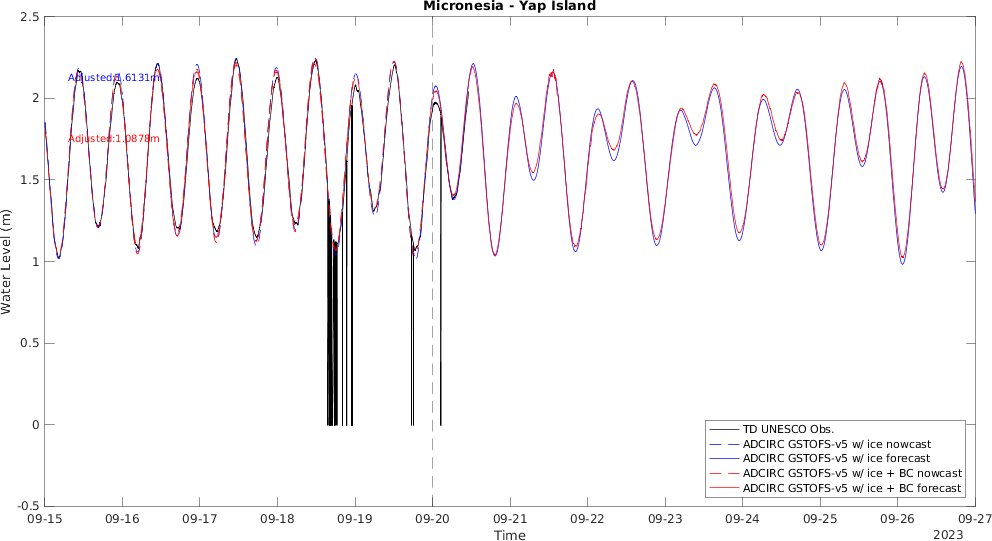 Micronesia - Yap Island
2.5
2
1.5
1
0.5
0
-0.5
Water Level (m)
Adjusted:1.6131m
Adjusted:1.0878m
TD UNESCO Obs.
ADCIRC GSTOFS-v5 w/ ice nowcast
ADCIRC GSTOFS-v5 w/ ice forecast
ADCIRC GSTOFS-v5 w/ ice + BC nowcast
ADCIRC GSTOFS-v5 w/ ice + BC forecast
09-15 09-16 09-17 09-18 09-19 09-20 09-21 09-22 09-23 09-24 09-25 09-26 09-27
Time
2023